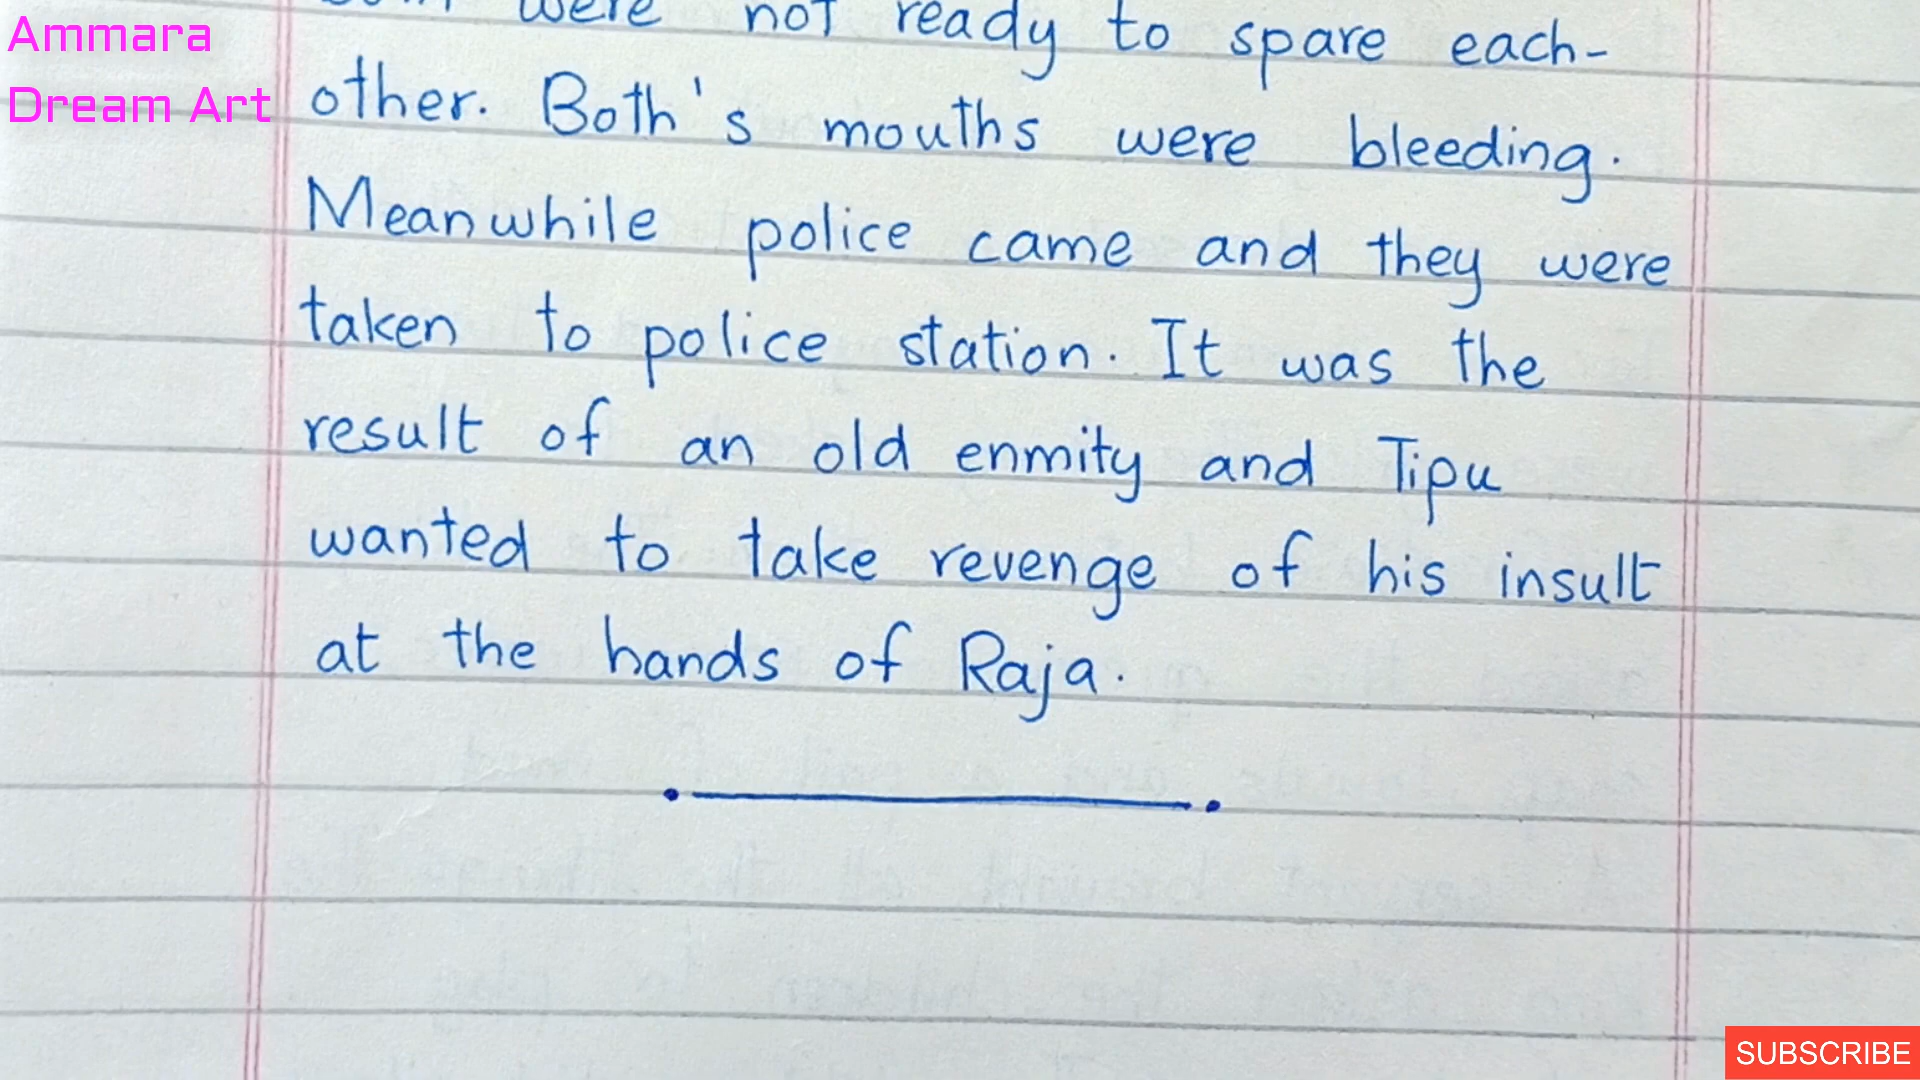 Ammara
Dream Art
were not ready to spare each-
other. Both's mouths were bleeding.
Meanwhile police came and they were
taken to police station. It was the
result of an old enmity and Tipu
wanted to take revenge of his insult
at the hands of Raja.
SUBSCRIBE